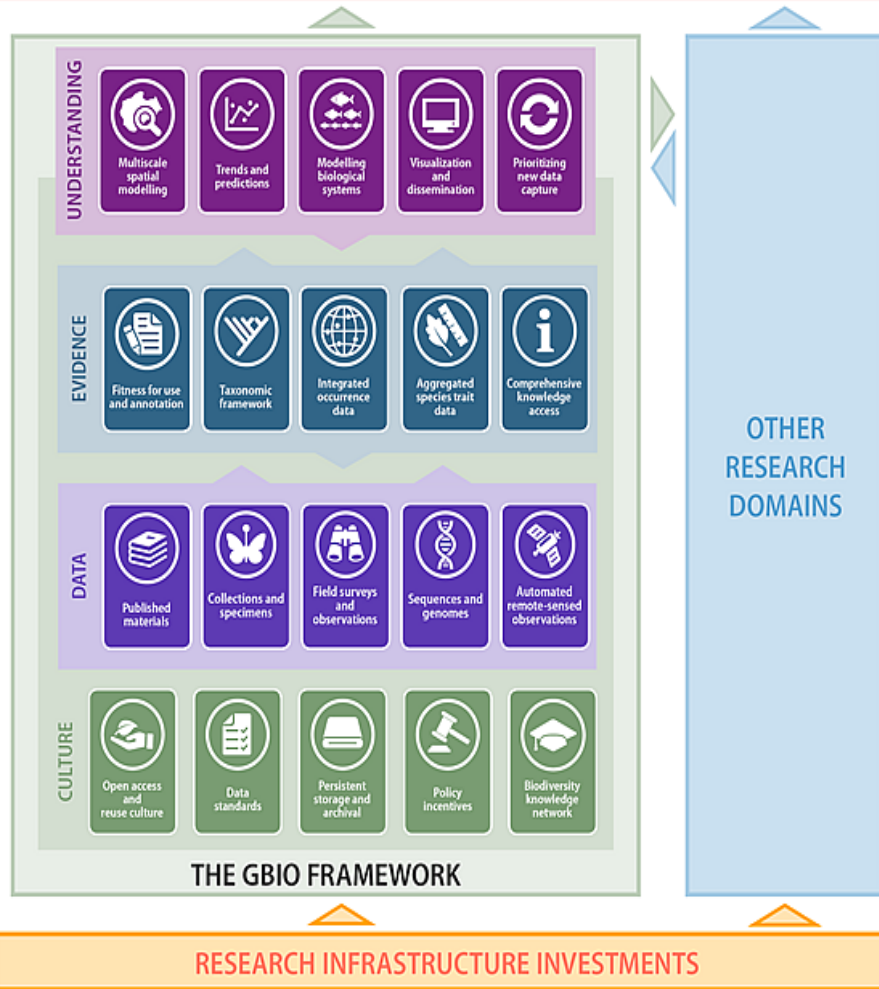 UNDERSTANDING
Multiscale
spatial
modelling
Trends and
predictions
Modelling
biological
systems
Visualization
and
dissemination
Prioritizing
new data
capture
EVIDENCE
Fitness for use
and annotation
Taxonomic
framework
Integrated
occurrence
data
Aggregated
species trait
data
Comprehensive
knowledge
access
DATA
Published
materials
Collections and
specimens
Field surveys
and
observations
Sequences and
genomes
Automated
remote-sensed
observations
CULTURE
Open access
and
reuse culture
Data
standards
Persistent
storage and
archival
Policy
incentives
Biodiversity
knowledge
network
THE GBIO FRAMEWORK
OTHER
RESEARCH
DOMAINS
RESEARCH INFRASTRUCTURE INVESTMENTS